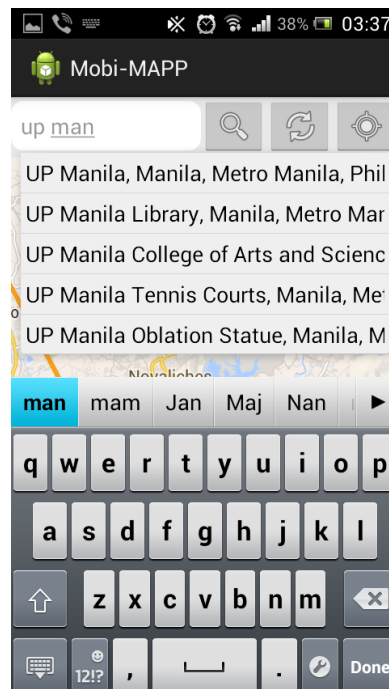 38% 03:37
Mobi-MAPP
up man
UP Manila, Manila, Metro Manila, Phil
UP Manila Library, Manila, Metro Mar
UP Manila College of Arts and Scienc
UP Manila Tennis Courts, Manila, Me
UP Manila Oblation Statue, Manila, M
Novaliches
man mam Jan Maj Nan
q w e r t y u i o p
a s d f g h j k l
z x c v b n m
12!? , . Done